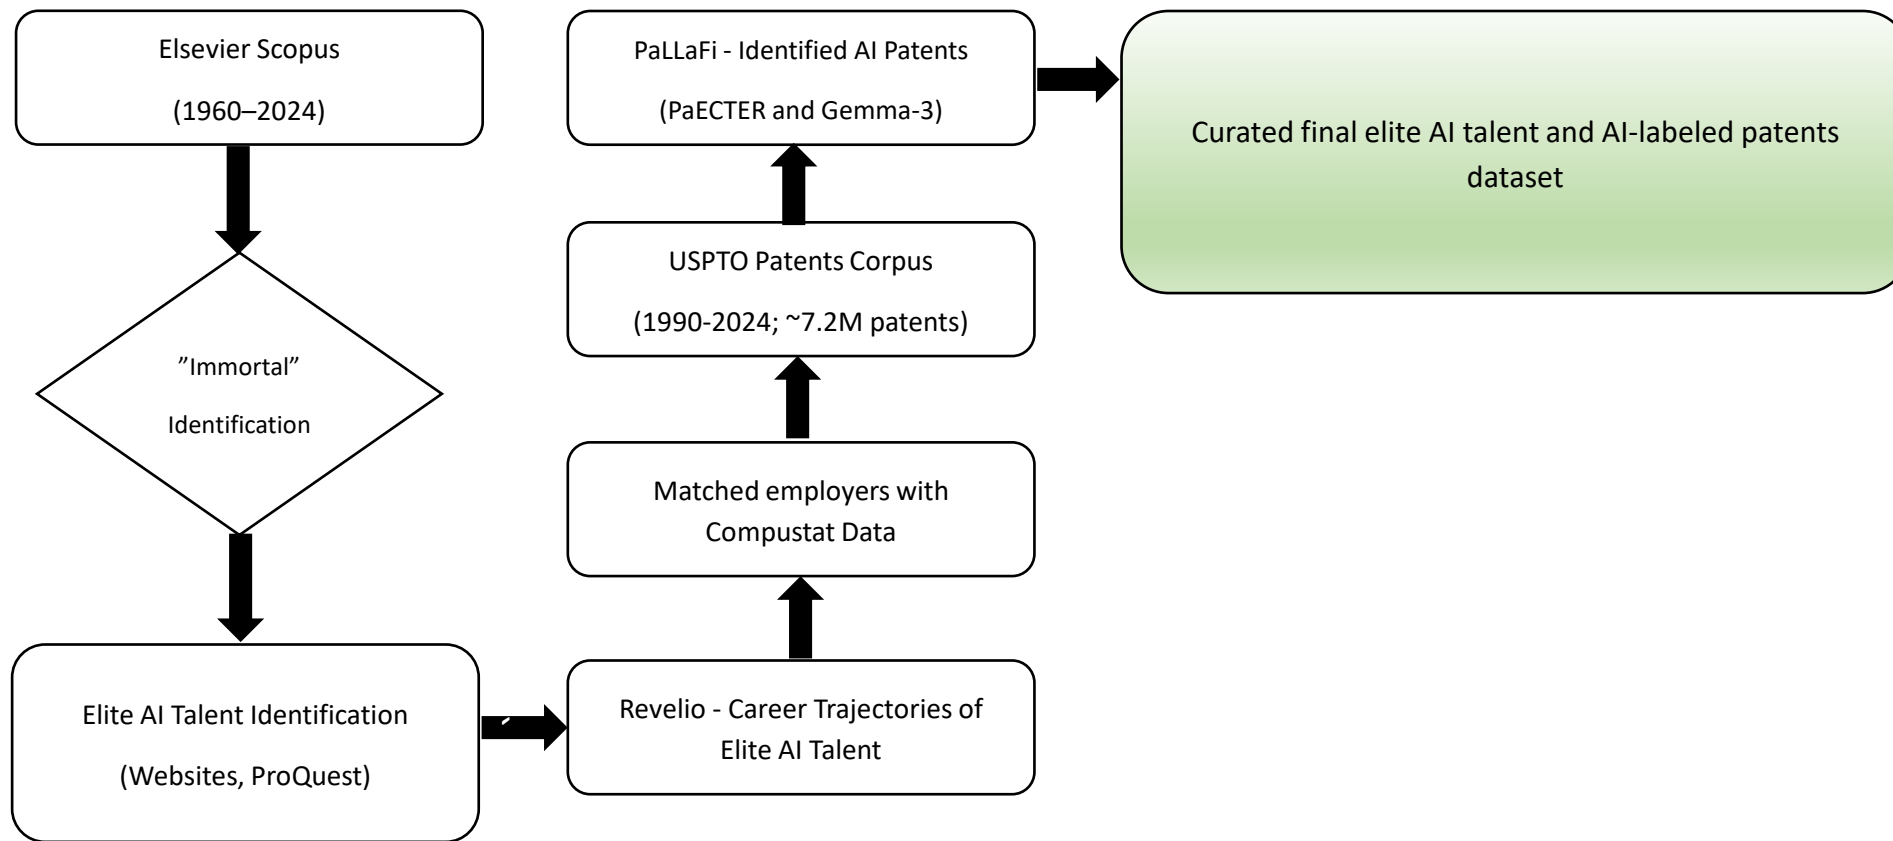 Elsevier Scopus
(1960–2024)
”Immortal”
Identification
Elite AI Talent Identification
(Websites, ProQuest)
Revelio - Career Trajectories of
Elite AI Talent
Matched employers with
Compustat Data
USPTO Patents Corpus
(1990-2024; ~7.2M patents)
PaLLaFi - Identified AI Patents
(PaECTER and Gemma-3)
Curated final elite AI talent and AI-labeled patents
dataset